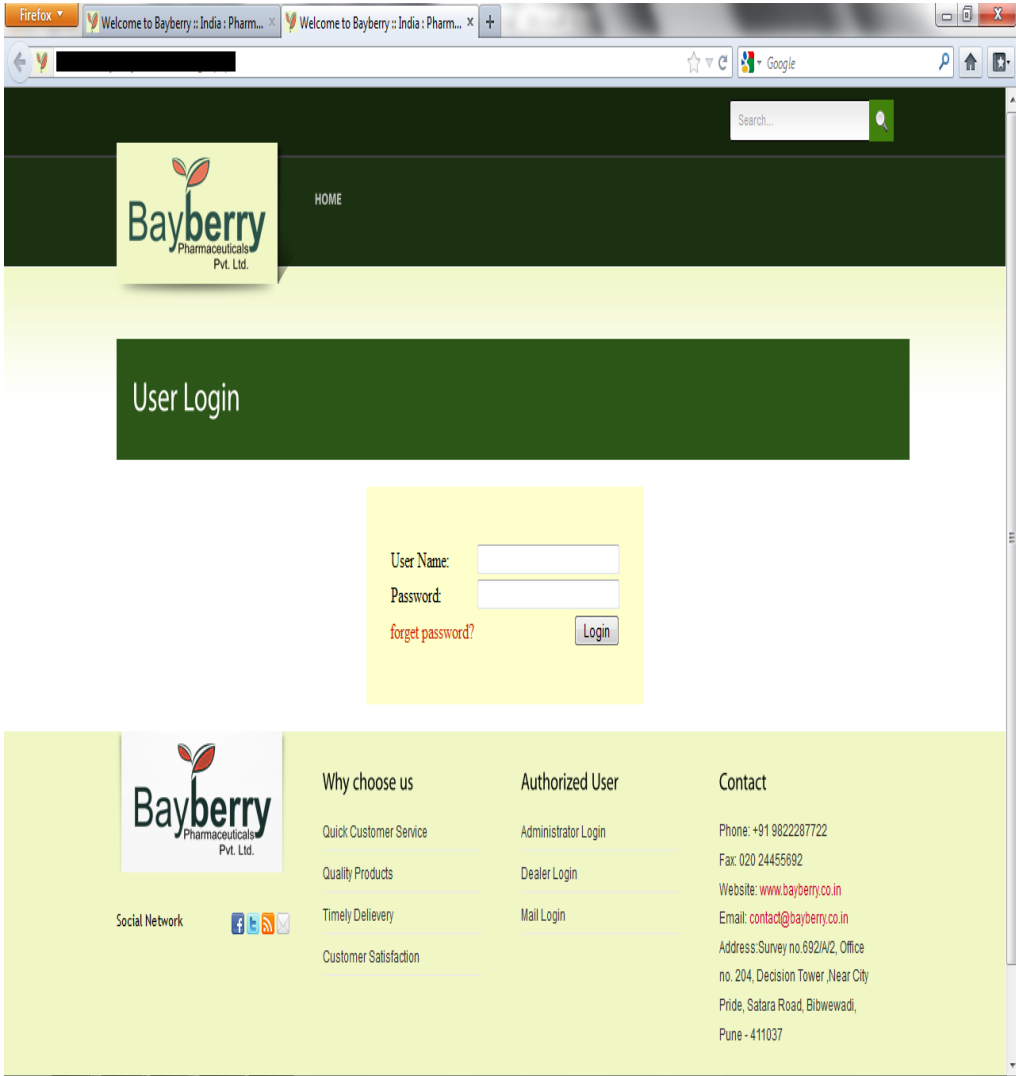 Firefox
Welcome to Bayberry :: India : Pharm... ×
Welcome to Bayberry :: India : Pharm... ×
+
Google
Search...
Bayberry
Pharmaceuticals
Pvt. Ltd.
HOME
User Login
User Name:
Password:
forget password?
Login
Bayberry
Pharmaceuticals
Pvt. Ltd.
Social Network
Why choose us
Quick Customer Service
Quality Products
Timely Delievery
Customer Satisfaction
Authorized User
Administrator Login
Dealer Login
Mail Login
Contact
Phone: +91 9822287722
Fax: 020 24455692
Website: www.bayberry.co.in
Email: contact@bayberry.co.in
Address:Survey no.692/A/2, Office
no. 204, Decision Tower ,Near City
Pride, Satara Road, Bibwewadi,
Pune - 411037